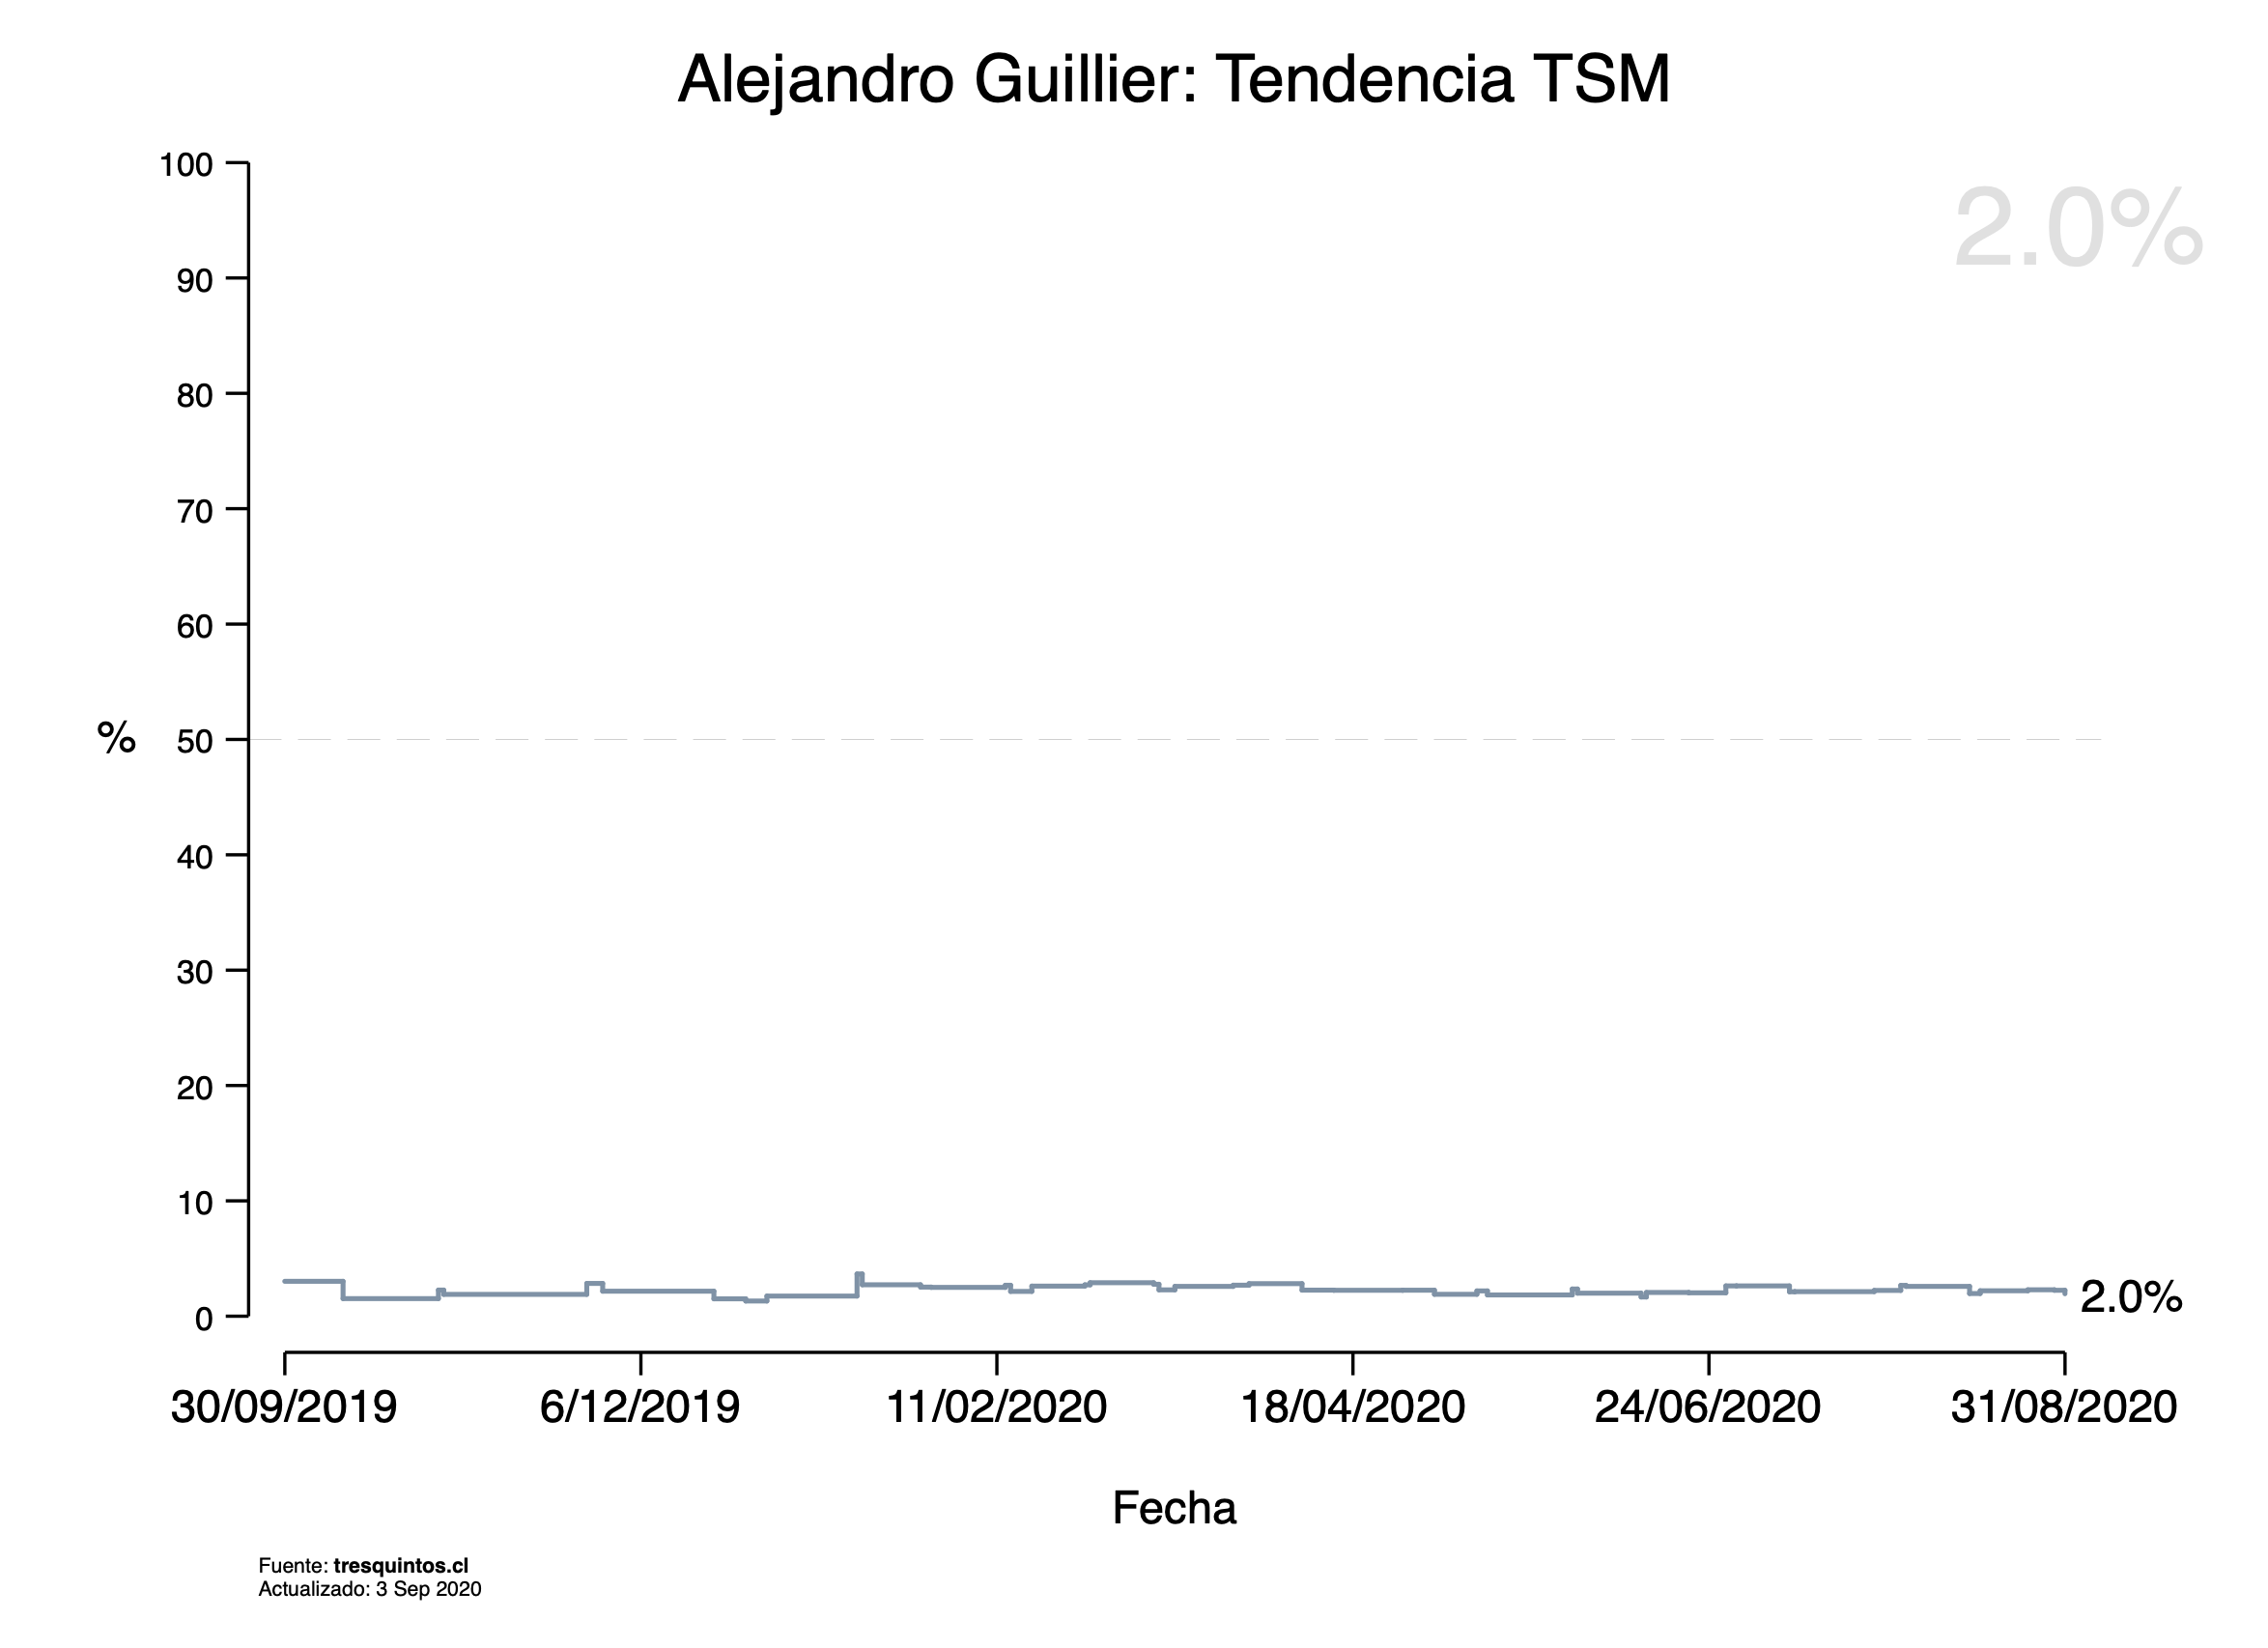 Alejandro Guillier: Tendencia TSM
2.0%
100
90
80
70
60
50
40
30
20
10
0
%
2.0%
30/09/2019 6/12/2019 11/02/2020 18/04/2020 24/06/2020 31/08/2020
Fecha
Fuente: tresquintos.cl
Actualizado: 3 Sep 2020